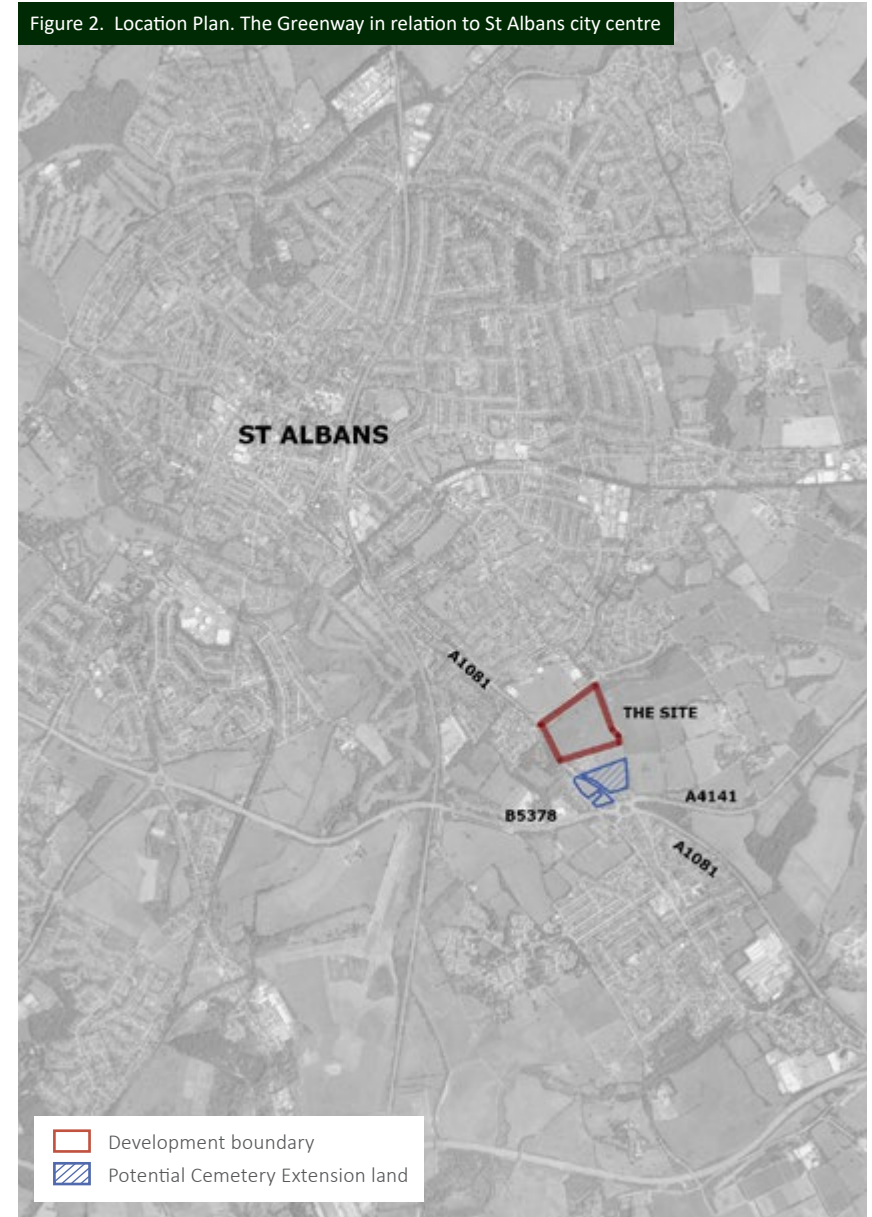 Figure 2. Location Plan. The Greenway in relation to St Albans city centre
ST ALBANS
A1081
THE SITE
A4141
B5378
A1081
Development boundary
Potential Cemetery Extension land